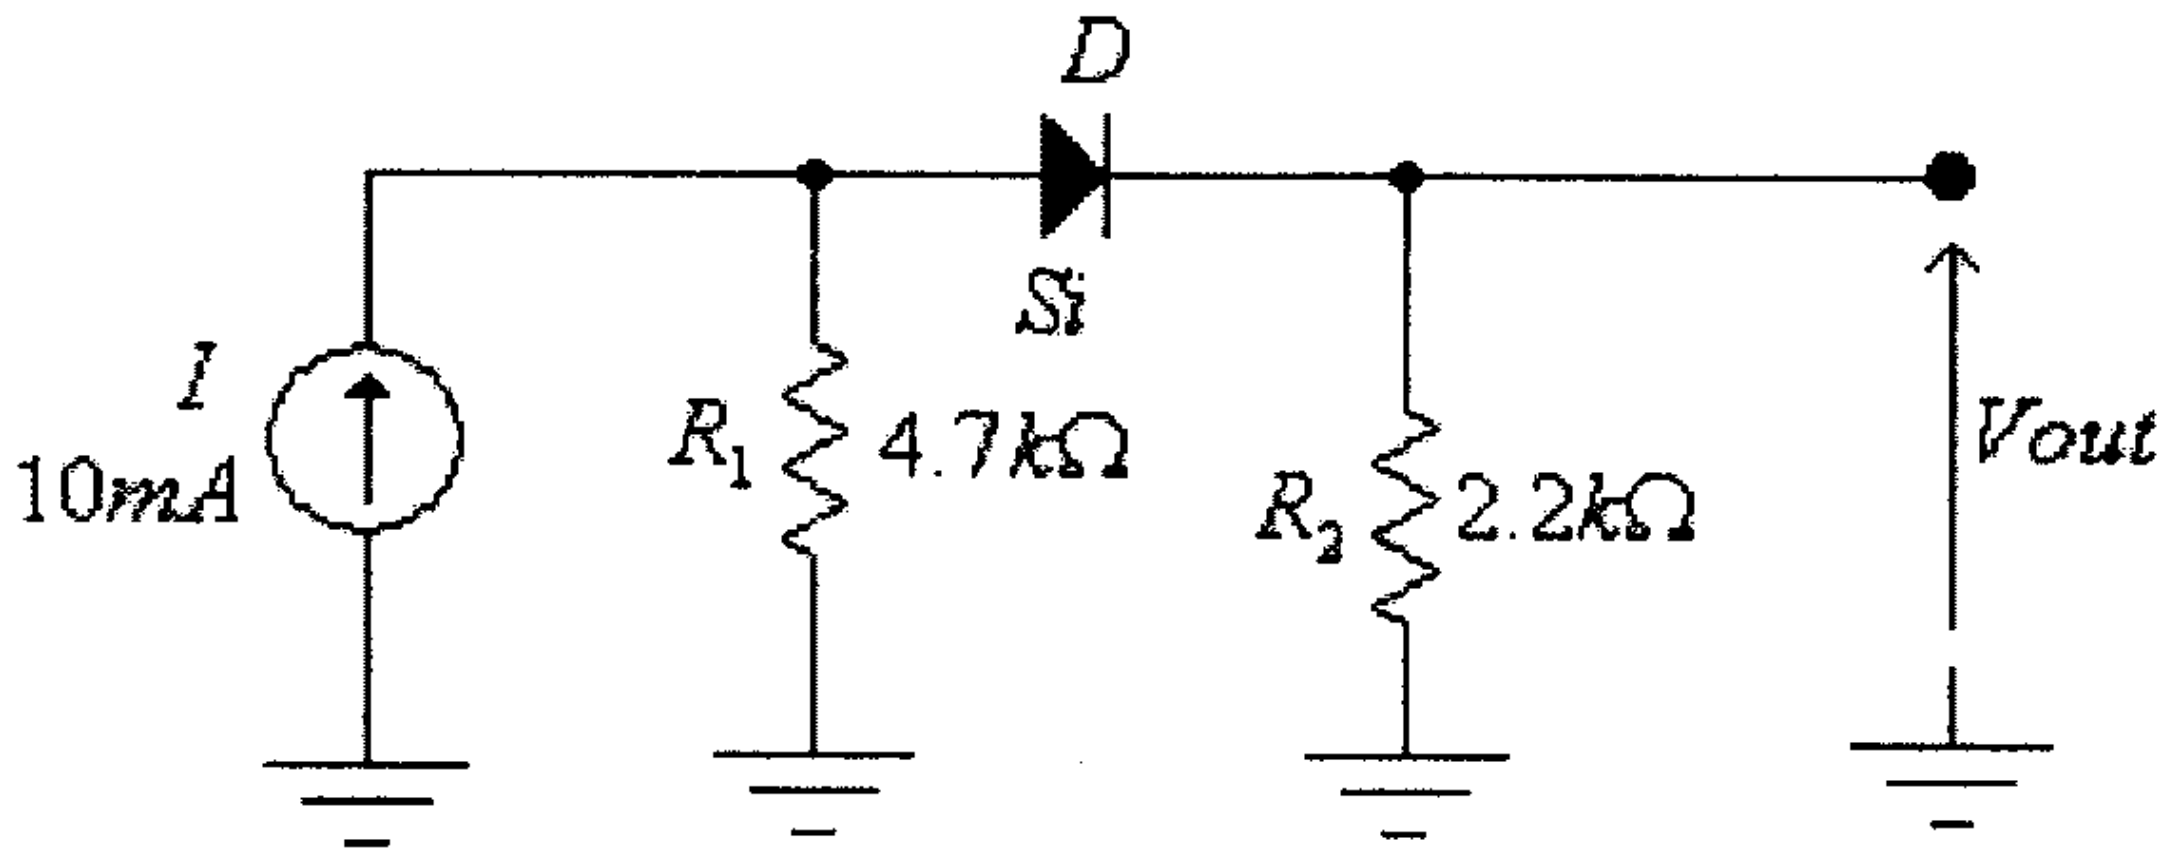 D
Si
I
10mA
R₁
4.7kΩ
R₂
2.2kΩ
Vout